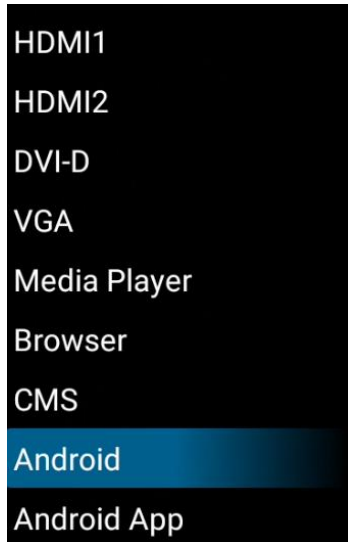 HDMI1
HDMI2
DVI-D
VGA
Media Player
Browser
CMS
Android
Android App